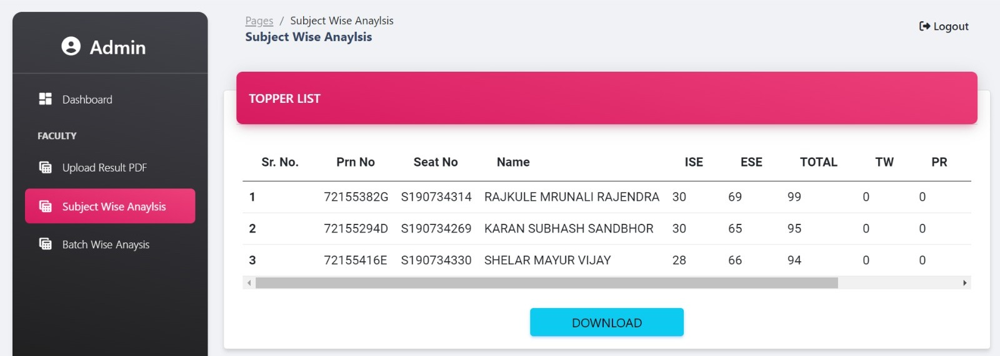 Admin
Dashboard
FACULTY
Upload Result PDF
Subject Wise Anaylsis
Batch Wise Anaysis
Pages / Subject Wise Anaylsis
Subject Wise Anaylsis
Logout
TOPPER LIST
Sr. No. Prn No Seat No Name ISE ESE TOTAL TW PR
1 72155382G S190734314 RAJKULE MRUNALI RAJENDRA 30 69 99 0 0
2 72155294D S190734269 KARAN SUBHASH SANDBHOR 30 65 95 0 0
3 72155416E S190734330 SHELAR MAYUR VIJAY 28 66 94 0 0
DOWNLOAD